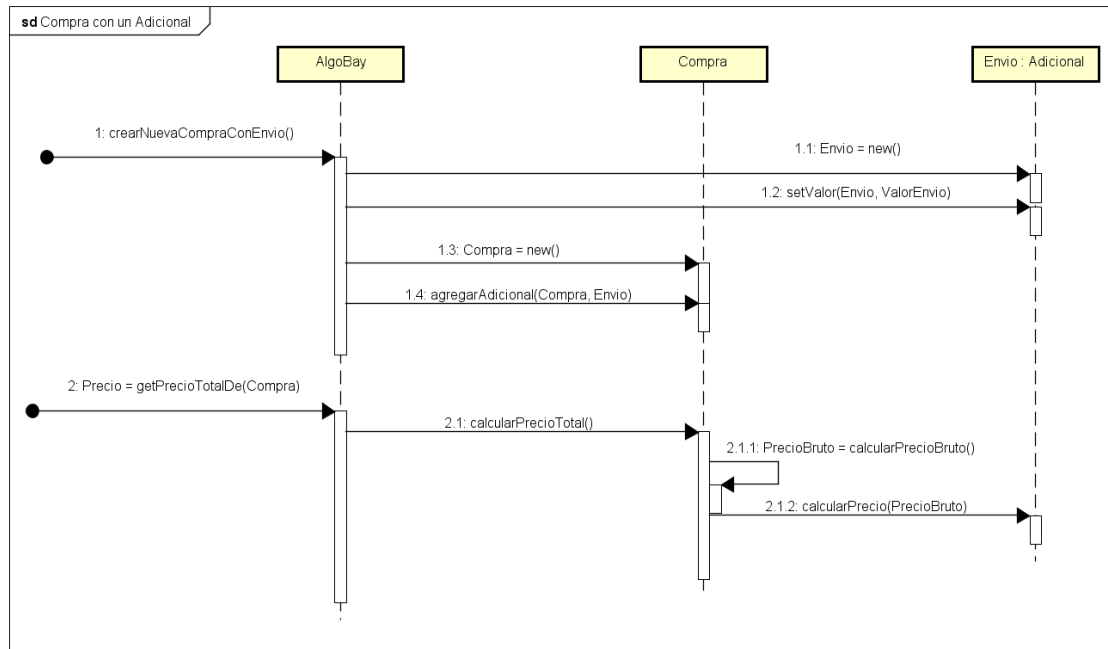 sd Compra con un Adicional
AlgoBay
Compra
Envio : Adicional
1: crearNuevaCompraConEnvio()
1.1: Envio = new()
1.2: setValor(Envio, ValorEnvio)
1.3: Compra = new()
1.4: agregarAdicional(Compra, Envio)
2: Precio = getPrecioTotalDe(Compra)
2.1: calcularPrecioTotal()
2.1.1: PrecioBruto = calcularPrecioBruto()
2.1.2: calcularPrecio(PrecioBruto)